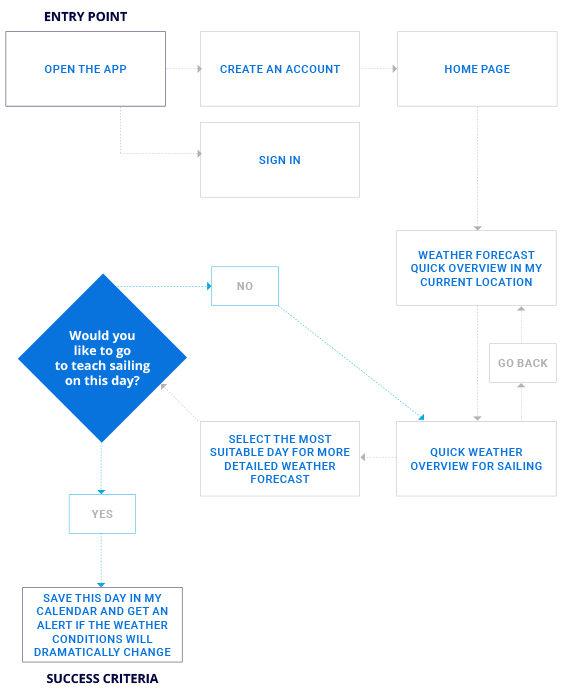 ENTRY POINT
OPEN THE APP
CREATE AN ACCOUNT
HOME PAGE
SIGN IN
WEATHER FORECAST
QUICK OVERVIEW IN MY
CURRENT LOCATION
NO
Would you
like to go
to teach sailing
on this day?
GO BACK
SELECT THE MOST
SUITABLE DAY FOR MORE
DETAILED WEATHER
FORECAST
QUICK WEATHER
OVERVIEW FOR SAILING
YES
SAVE THIS DAY IN MY
CALENDAR AND GET AN
ALERT IF THE WEATHER
CONDITIONS WILL
DRAMATICALLY CHANGE
SUCCESS CRITERIA